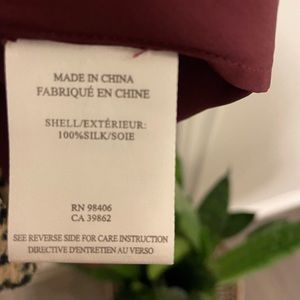 MADE IN CHINA
FABRIQUÉ EN CHINE
SHELL/EXTÉRIEUR:
100%SILK/SOIE
RN 98406
CA 39862
SEE REVERSE SIDE FOR CARE INSTRUCTION
DIRECTIVE D'ENTRETIEN AU VERSO